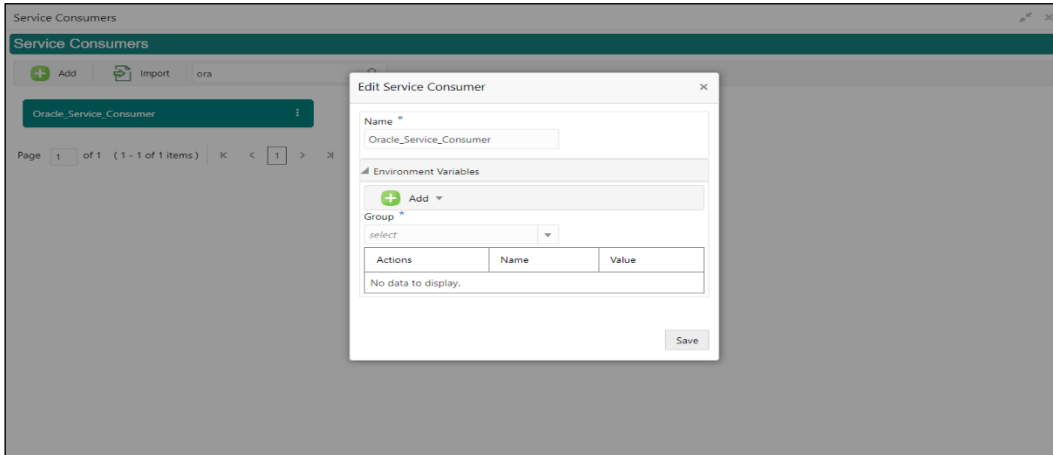 Service Consumers
Service Consumers
Add Import ora
Oracle_Service_Consumer
Page 1 of 1 (1 - 1 of 1 items) K < 1 > X
Edit Service Consumer ×
Name *
Oracle_Service_Consumer
Environment Variables
Add
Group *
select
Actions Name Value
No data to display.
Save